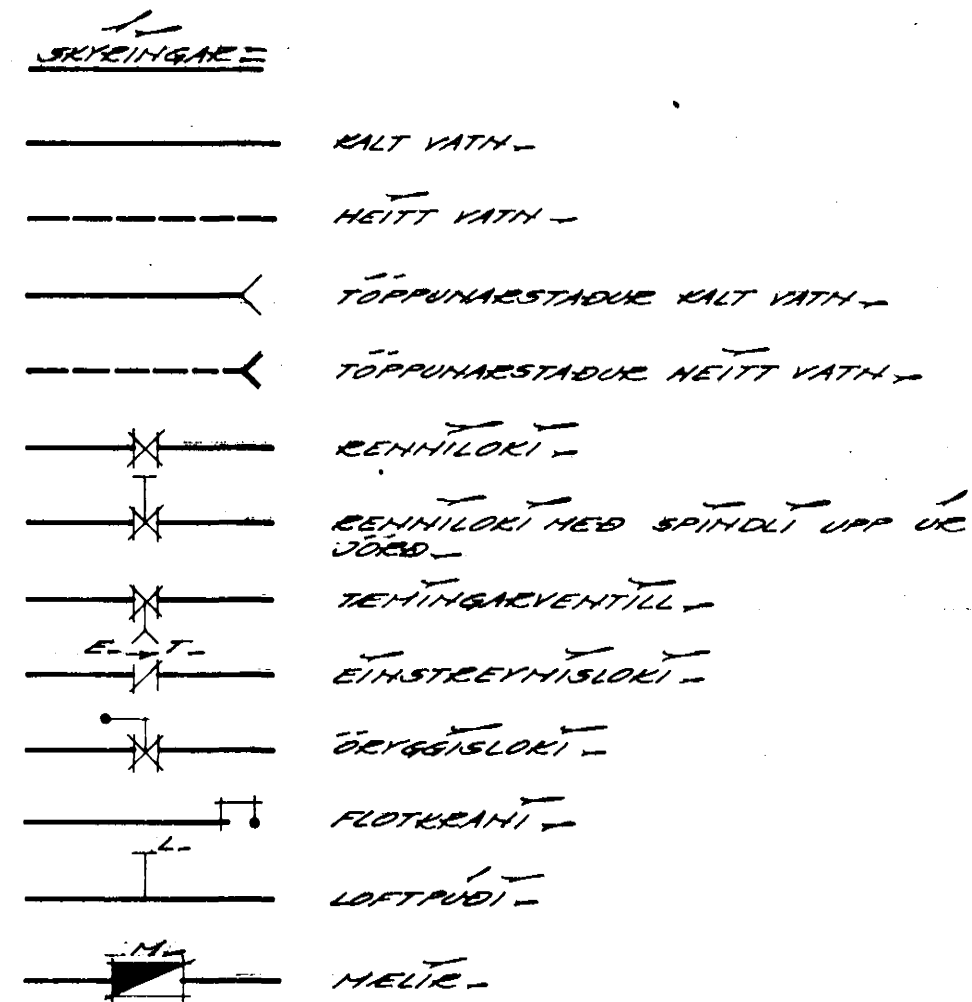 SKÝRINGAR =
KALT VATN -
HEITT VATN -
TÖPPUNARSTAÐUR KALT VATN -
TÖPPUNARSTAÐUR HEITT VATN -
RENNILOKI -
RENNILOKI MEÐ SPINDLI UPP ÚR
JÖRÐ -
TÆMINGARVENTILL -
E - T -
EINSTREYMISLOKI -
ÖRYGGISLOKI -
FLOTKRANI -
L -
LOFTPÚÐI -
M -
MÆLIR -